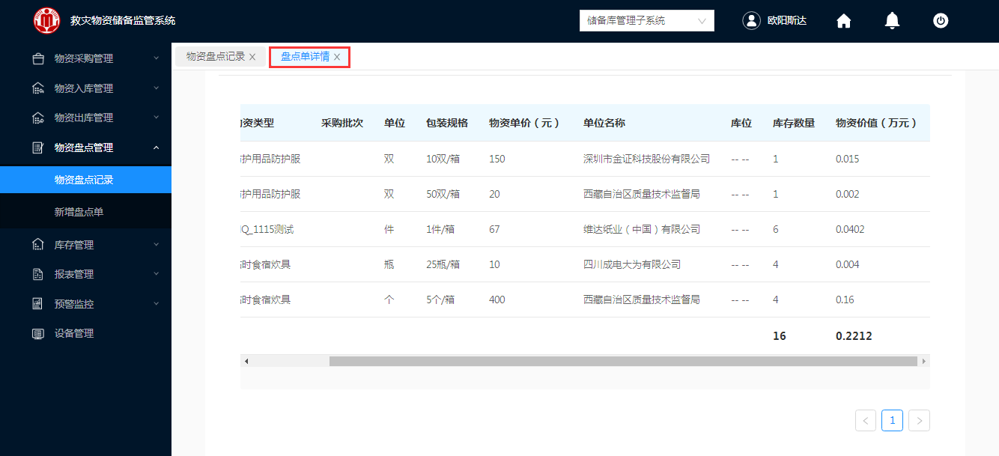 救灾物资储备监管系统
储备库管理子系统
欧阳斯达
物资采购管理
物资入库管理
物资出库管理
物资盘点管理
物资盘点记录
新增盘点单
库存管理
报表管理
预警监控
设备管理
物资盘点记录 X
盘点单详情 X
资类型 采购批次 单位 包装规格 物资单价（元） 单位名称 库位 库存数量 物资价值（万元）
护用品防护服 双 10双/箱 150 深圳市金证科技股份有限公司 -- -- 1 0.015
护用品防护服 双 50双/箱 20 西藏自治区质量技术监督局 -- -- 1 0.002
Q_1115测试 件 1件/箱 67 维达纸业（中国）有限公司 -- -- 6 0.0402
时食宿炊具 瓶 25瓶/箱 10 四川成电大为有限公司 -- -- 4 0.004
时食宿炊具 个 5个/箱 400 西藏自治区质量技术监督局 -- -- 4 0.16
16 0.2212
< 1 >